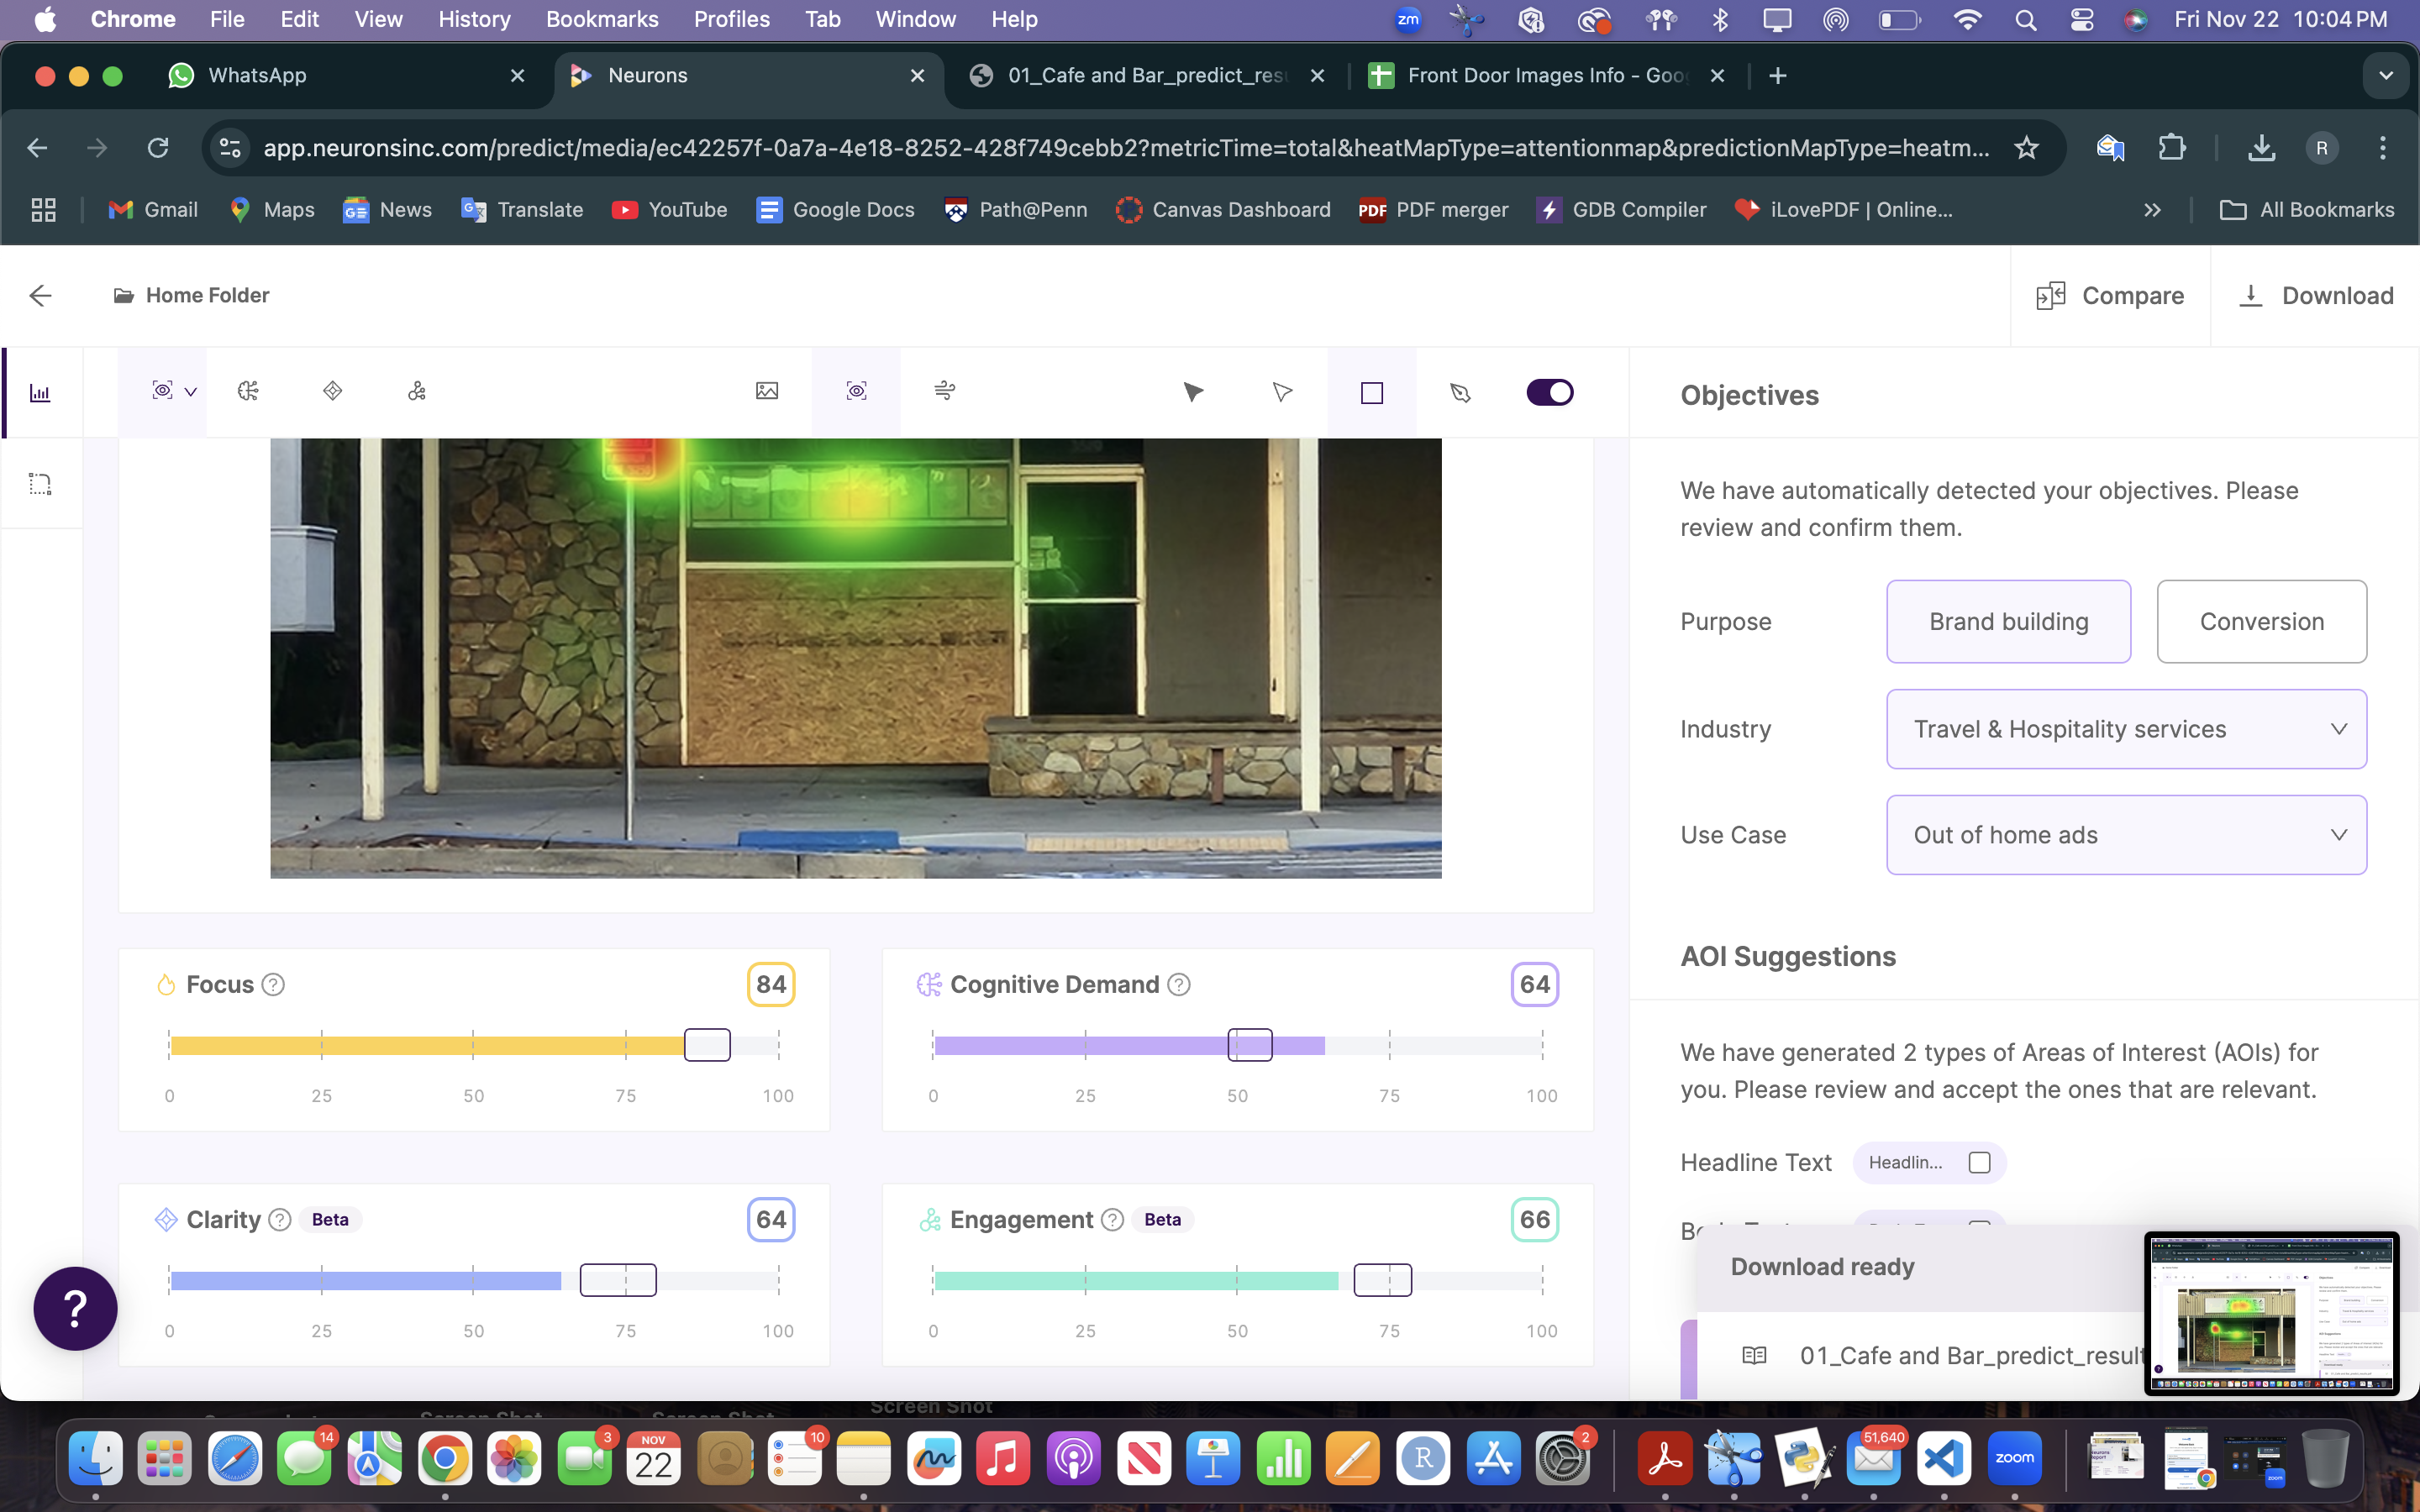 Chrome File Edit View History Bookmarks Profiles Tab Window Help
zm
Fri Nov 22 10:04 PM
WhatsApp
Neurons
01_Cafe and Bar_predict_resu
Front Door Images Info - Goo
app.neuronsinc.com/predict/media/ec42257f-0a7a-4e18-8252-428f749cebb2?metricTime=total&heatMapType=attentionmap&predictionMapType=heatm...
R
Gmail
Maps
News
Translate
YouTube
Google Docs
Path@Penn
Canvas Dashboard
PDF PDF merger
GDB Compiler
iLovePDF | Online...
All Bookmarks
Home Folder
Compare
Download
Objectives
We have automatically detected your objectives. Please
review and confirm them.
Purpose
Brand building
Conversion
Industry
Travel & Hospitality services
Use Case
Out of home ads
AOI Suggestions
We have generated 2 types of Areas of Interest (AOIs) for
you. Please review and accept the ones that are relevant.
Headline Text
Headlin...
Focus ? 84
0 25 50 75 100
Cognitive Demand ? 64
0 25 50 75 100
Clarity ? Beta 64
0 25 50 75 100
Engagement ? Beta 66
0 25 50 75 100
?
Download ready
01_Cafe and Bar_predict_result
Screen Shot
14
3
NOV
22
10
2
51,640
zoom